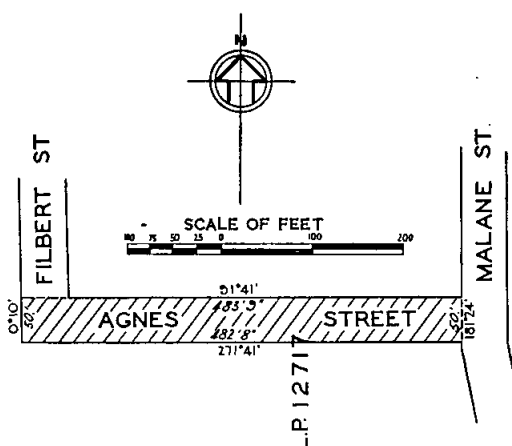 N
FILBERT ST
MALANE ST.
SCALE OF FEET
100 75 50 25 0 100 200
91°41'
483'9"
0°10'
50'
AGNES STREET
50'
181°24'
482'8"
271°41'
L.P. 12717